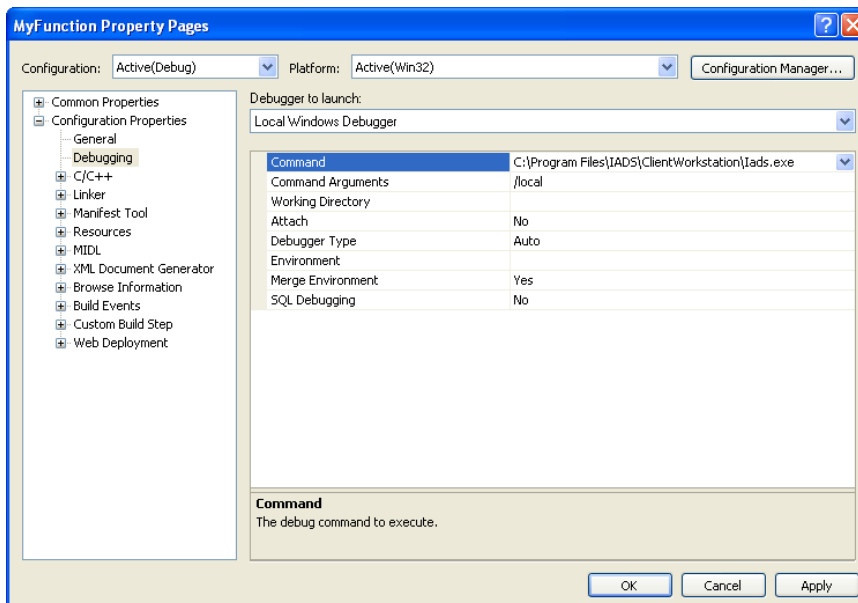 MyFunction Property Pages
Configuration: Active(Debug) Platform: Active(Win32) Configuration Manager...
Common Properties
Configuration Properties
General
Debugging
C/C++
Linker
Manifest Tool
Resources
MIDL
XML Document Generator
Browse Information
Build Events
Custom Build Step
Web Deployment
Debugger to launch:
Local Windows Debugger
Command C:\Program Files\IADS\ClientWorkstation\Iads.exe
Command Arguments /local
Working Directory
Attach No
Debugger Type Auto
Environment
Merge Environment Yes
SQL Debugging No
Command
The debug command to execute.
OK Cancel Apply